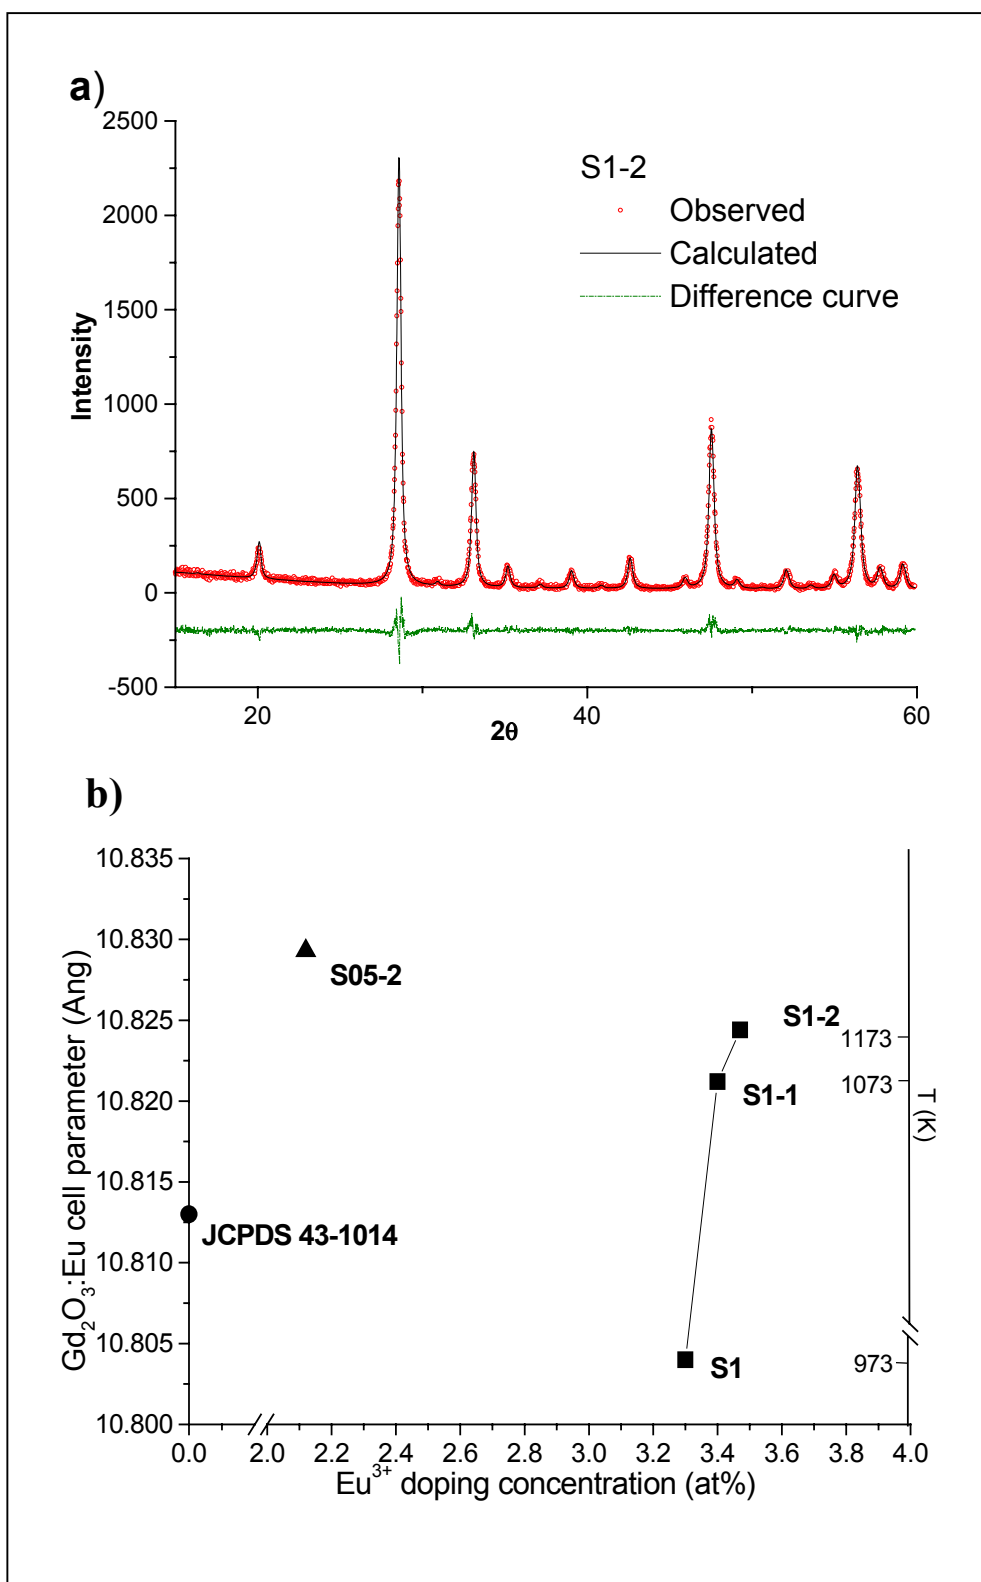 a)
2500
2000
1500
1000
500
0
-500
Intensity
S1-2
Observed
Calculated
Difference curve
20
40
60
2θ
b)
10.835
10.830
10.825
10.820
10.815
10.810
10.805
10.800
Gd₂O₃:Eu cell parameter (Ang)
S05-2
S1-2
S1-1
JCPDS 43-1014
S1
1173
1073
973
T (K)
0.0 2.0 2.2 2.4 2.6 2.8 3.0 3.2 3.4 3.6 3.8 4.0
Eu³⁺ doping concentration (at%)